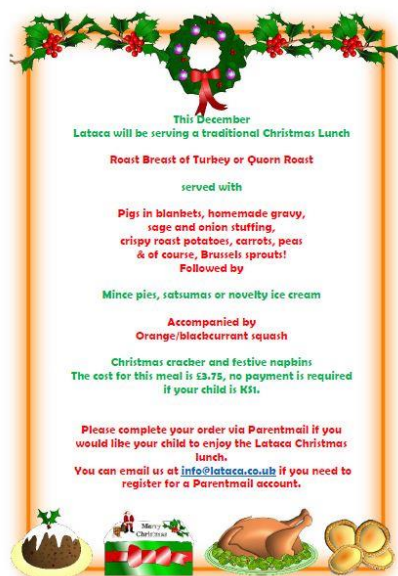 This December
Lataca will be serving a traditional Christmas Lunch
Roast Breast of Turkey or Quorn Roast
served with
Pigs in blankets, homemade gravy,
sage and onion stuffing,
crispy roast potatoes, carrots, peas
& of course, Brussels sprouts!
Followed by
Mince pies, satsumas or novelty ice cream
Accompanied by
Orange/blackcurrant squash
Christmas cracker and festive napkins
The cost for this meal is £3.75, no payment is required
if your child is KS1.
Please complete your order via Parentmail if you
would like your child to enjoy the Lataca Christmas
lunch.
You can email us at info@lataca.co.uk if you need to
register for a Parentmail account.
Merry
Christmas